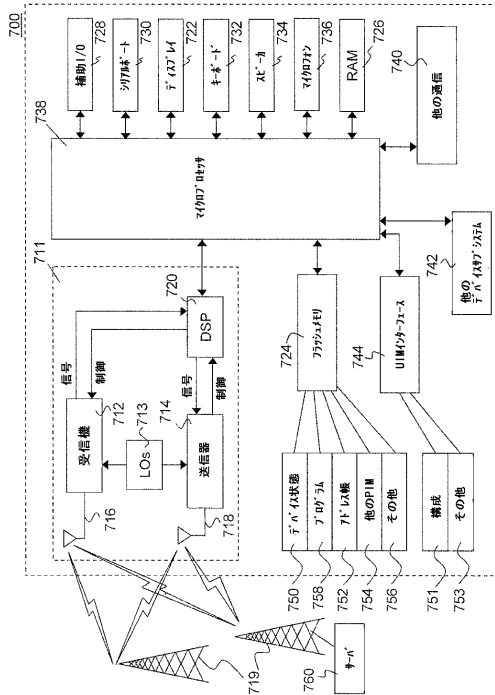 700
補助I/O
728
シリアルポート
730
ディスプレイ
722
キーボード
732
スピーカ
734
マイクロフォン
736
RAM
726
他の通信
740
738
マイクロプロセッサ
711
720
DSP
信号
制御
受信機
712
LOs
713
信号
制御
送信器
714
716
718
フラッシュメモリ
724
UIMインターフェース
744
他の
デバイスサブシステム
742
デバイス状態
750
プログラム
758
アドレス帳
752
他のPIM
754
その他
756
構成
751
その他
753
719
サーバ
760